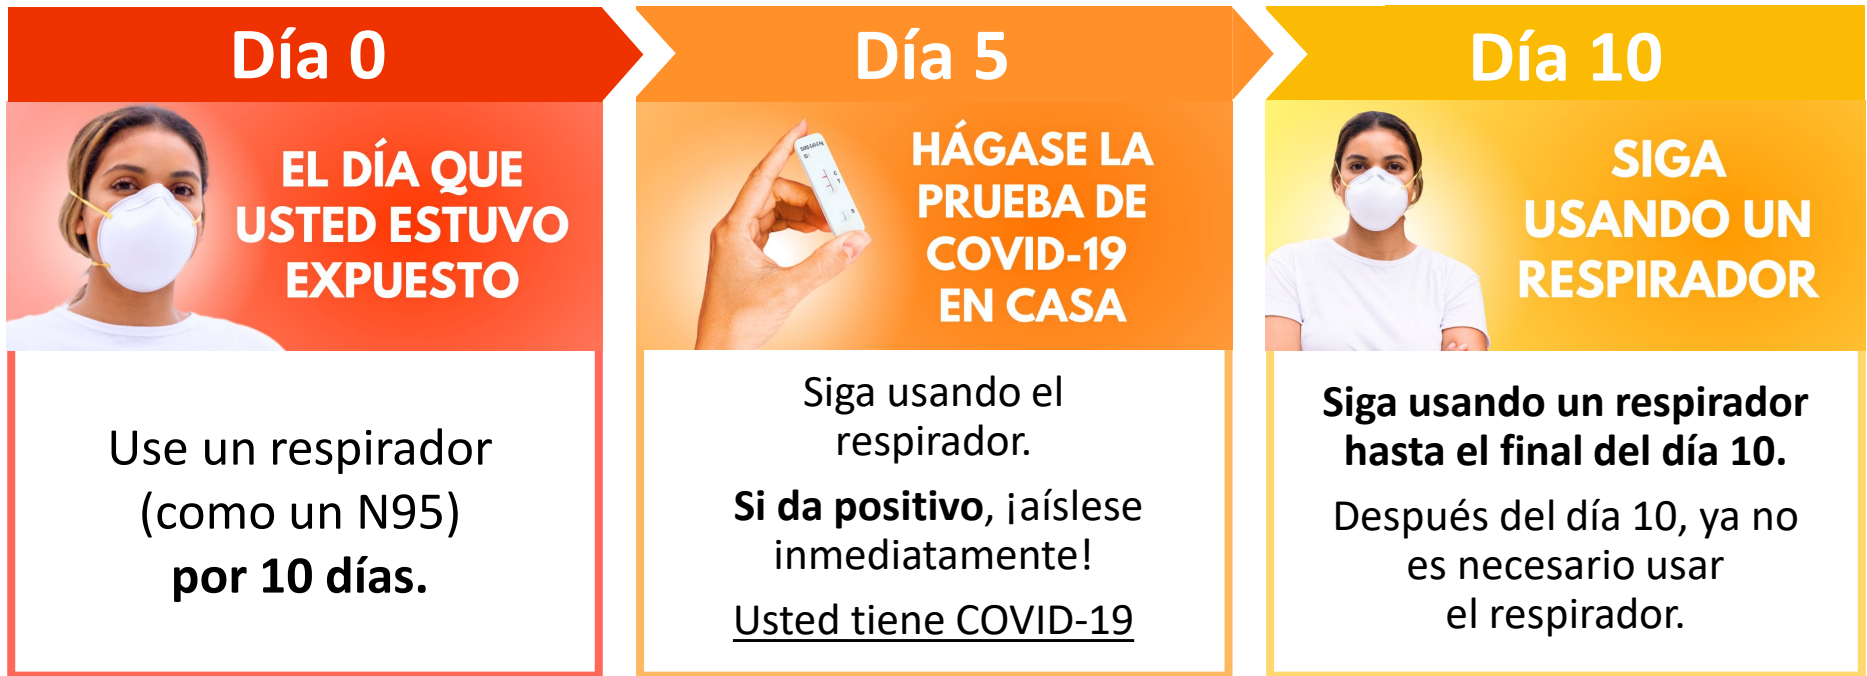 Día 0
EL DÍA QUE
USTED ESTUVO
EXPUESTO
Use un respirador
(como un N95)
por 10 días.
Día 5
HÁGASE LA
PRUEBA DE
COVID-19
EN CASA
Siga usando el
respirador.
Si da positivo, ¡aíslese
inmediatamente!
Usted tiene COVID-19
Día 10
SIGA
USANDO UN
RESPIRADOR
Siga usando un respirador
hasta el final del día 10.
Después del día 10, ya no
es necesario usar
el respirador.